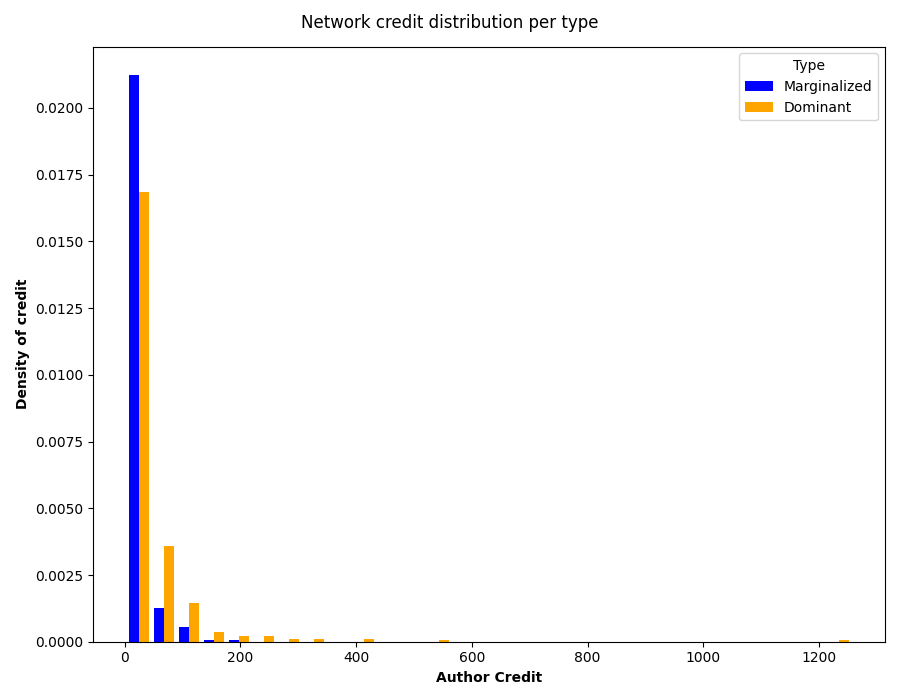 Network credit distribution per type
Type
Marginalized
Dominant
0.0200
0.0175
0.0150
0.0125
0.0100
0.0075
0.0050
0.0025
0.0000
Density of credit
0 200 400 600 800 1000 1200
Author Credit